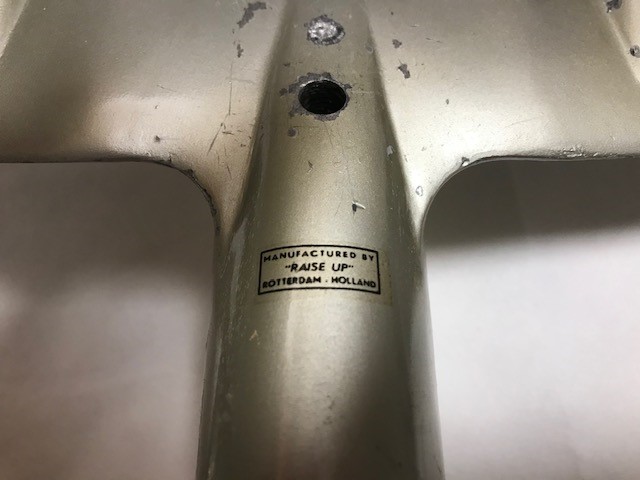 MANUFACTURED BY
"RAISE UP"
ROTTERDAM - HOLLAND